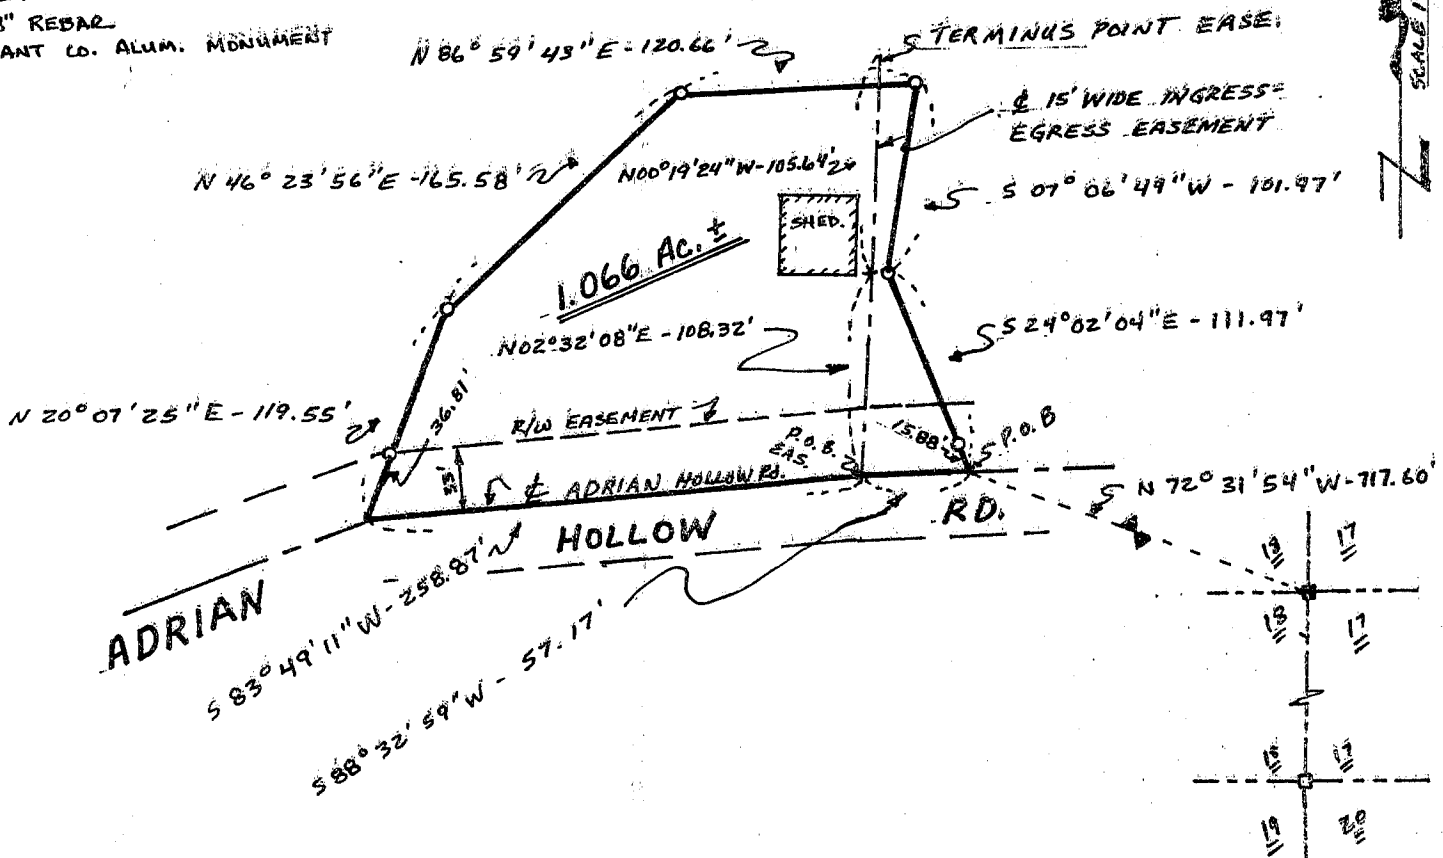 " REBAR
ANT CO. ALUM. MONUMENT
N 86° 59' 43" E - 120.66'
TERMINUS POINT EASE.
SCALE 1
℄ 15' WIDE INGRESS=
EGRESS EASEMENT
N 46° 23' 56" E - 165.58'
N00°19'24"W - 105.64'
S 07° 06' 49" W - 101.97'
SHED.
1.066 Ac. ±
N02°32'08"E - 108.32'
S 24°02'04"E - 111.97'
N 20° 07' 25" E - 119.55'
36.81'
R/W EASEMENT
15.88'
P.O.B
P.O.B.
EAS.
℄ ADRIAN HOLLOW RD.
N 72° 31' 54" W - 717.60'
HOLLOW
RD.
ADRIAN
S 83° 49' 11" W - 258.87'
S 88° 32' 59" W - 57.17'
18 17
18 17
18 17
19 20